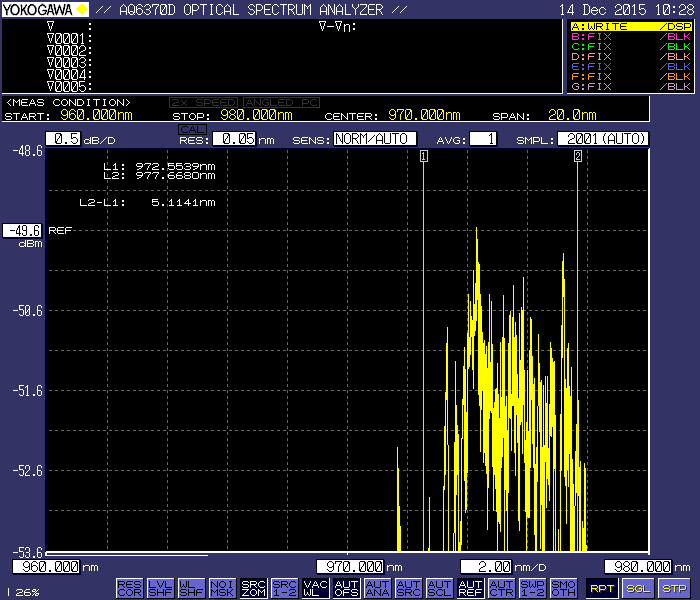 YOKOGAWA // AQ6370D OPTICAL SPECTRUM ANALYZER // 14 Dec 2015 10:28
∇ : ∇-∇n:
∇0001 :
∇0002 :
∇0003 :
∇0004 :
∇0005 :
A:WRITE /DSP
B:FIX /BLK
C:FIX /BLK
D:FIX /BLK
E:FIX /BLK
F:FIX /BLK
G:FIX /BLK
<MEAS CONDITION> 2X SPEED ANGLED PC
START: 960.000nm STOP: 980.000nm CENTER: 970.000nm SPAN: 20.0nm
CAL
0.5 dB/D RES: 0.05 nm SENS: NORM/AUTO AVG: 1 SMPL: 2001(AUTO)
-48.6
L1: 972.5539nm
L2: 977.6680nm
L2-L1: 5.1141nm
1 2
-49.6 REF
dBm
-50.6
-51.6
-52.6
-53.6
960.000 nm 970.000 nm 2.00 nm/D 980.000 nm
26%
RES COR
LVL SHF
WL SHF
NOI MSK
SRC ZOM
SRC 1-2
VAC WL
AUT OFS
AUT ANA
AUT SRC
AUT SCL
AUT REF
AUT CTR
SWP 1-2
SMO OTH
RPT
SGL
STP